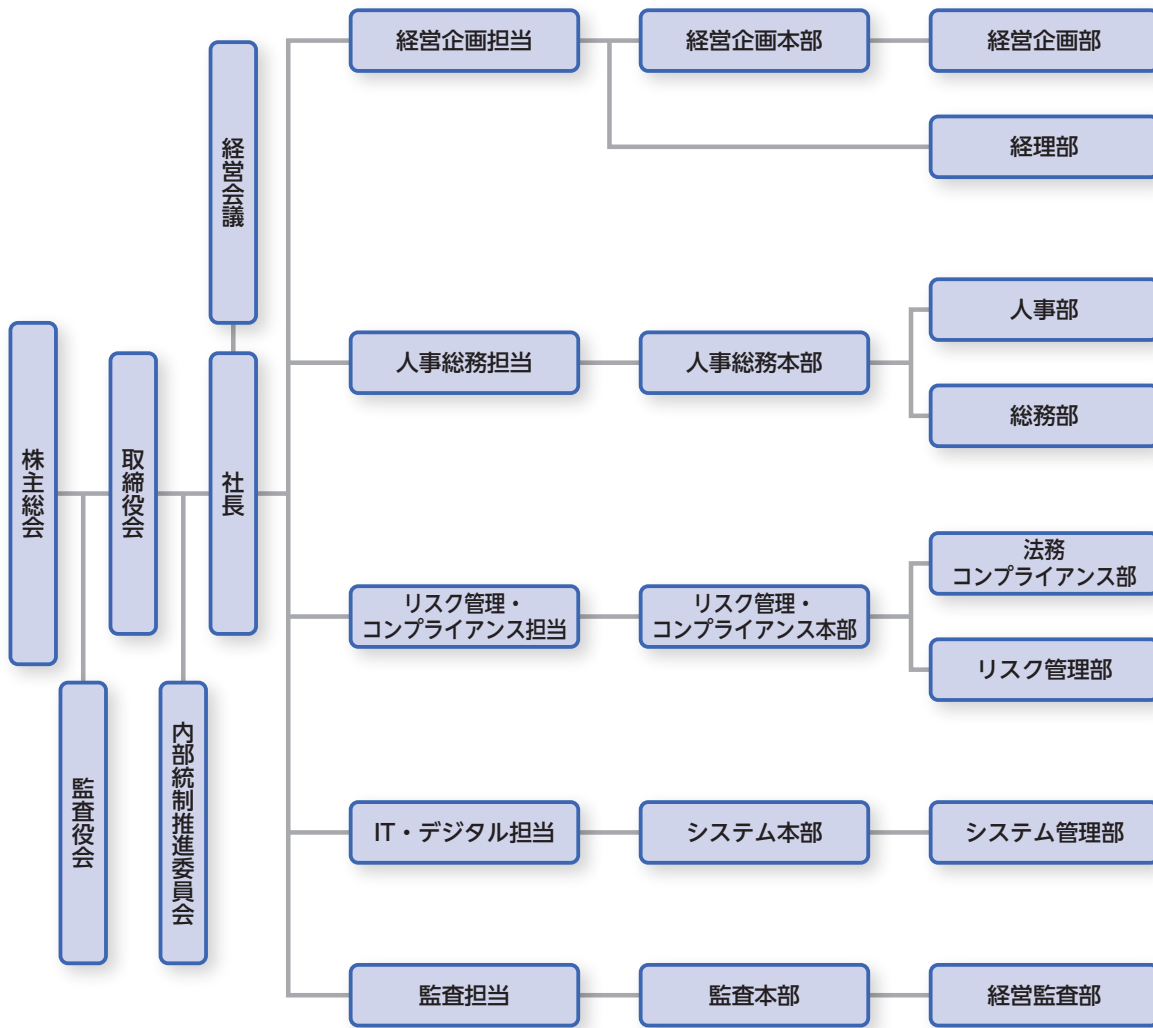 株主総会
監査役会
取締役会
内部統制推進委員会
経営会議
社長
経営企画担当
経営企画本部
経営企画部
経理部
人事総務担当
人事総務本部
人事部
総務部
リスク管理・
コンプライアンス担当
リスク管理・
コンプライアンス本部
法務
コンプライアンス部
リスク管理部
IT・デジタル担当
システム本部
システム管理部
監査担当
監査本部
経営監査部